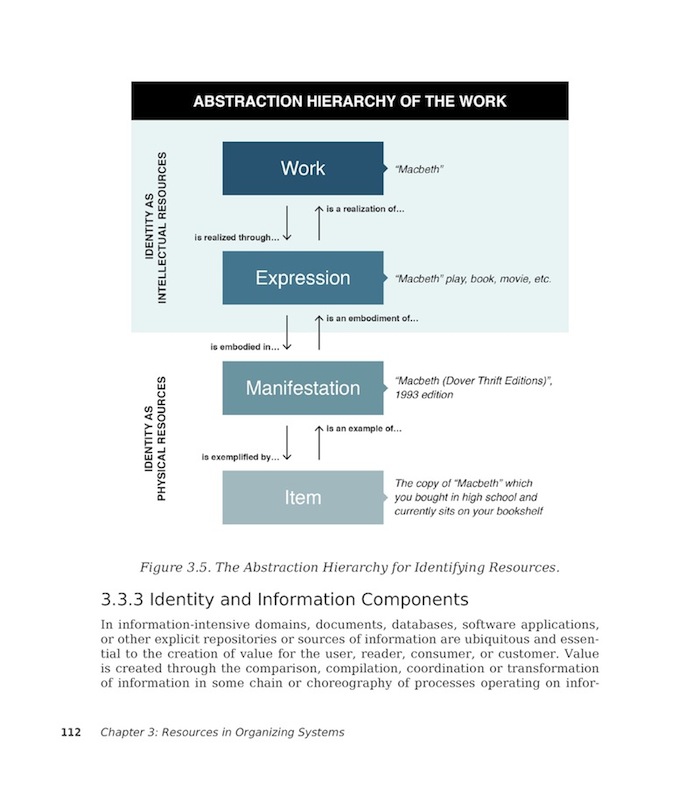 ABSTRACTION HIERARCHY OF THE WORK
IDENTITY AS
INTELLECTUAL RESOURCES
Work
“Macbeth”
is a realization of...
is realized through...
Expression
“Macbeth” play, book, movie, etc.
is an embodiment of...
is embodied in...
IDENTITY AS
PHYSICAL RESOURCES
Manifestation
“Macbeth (Dover Thrift Editions)”,
1993 edition
is an example of...
is exemplified by...
Item
The copy of “Macbeth” which
you bought in high school and
currently sits on your bookshelf
Figure 3.5. The Abstraction Hierarchy for Identifying Resources.
3.3.3 Identity and Information Components
In information-intensive domains, documents, databases, software applications,
or other explicit repositories or sources of information are ubiquitous and essen-
tial to the creation of value for the user, reader, consumer, or customer. Value
is created through the comparison, compilation, coordination or transformation
of information in some chain or choreography of processes operating on infor-
112 Chapter 3: Resources in Organizing Systems